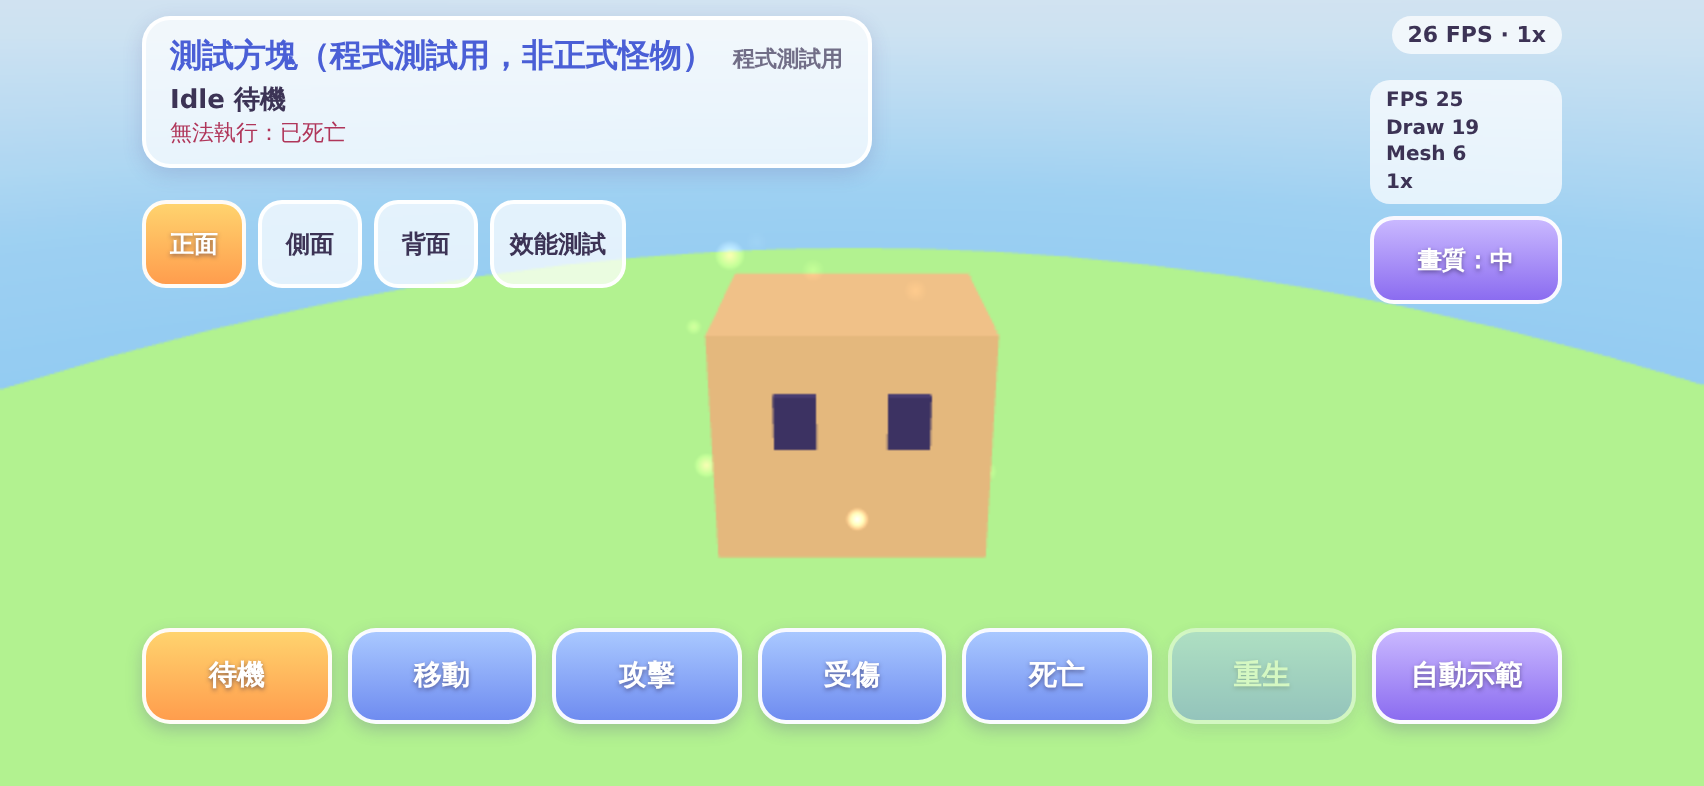 測試方塊（程式測試用，非正式怪物） 程式測試用
Idle 待機
無法執行：已死亡
26 FPS · 1x
FPS 25
Draw 19
Mesh 6
1x
正面 側面 背面 效能測試
畫質：中
待機 移動 攻擊 受傷 死亡 重生 自動示範